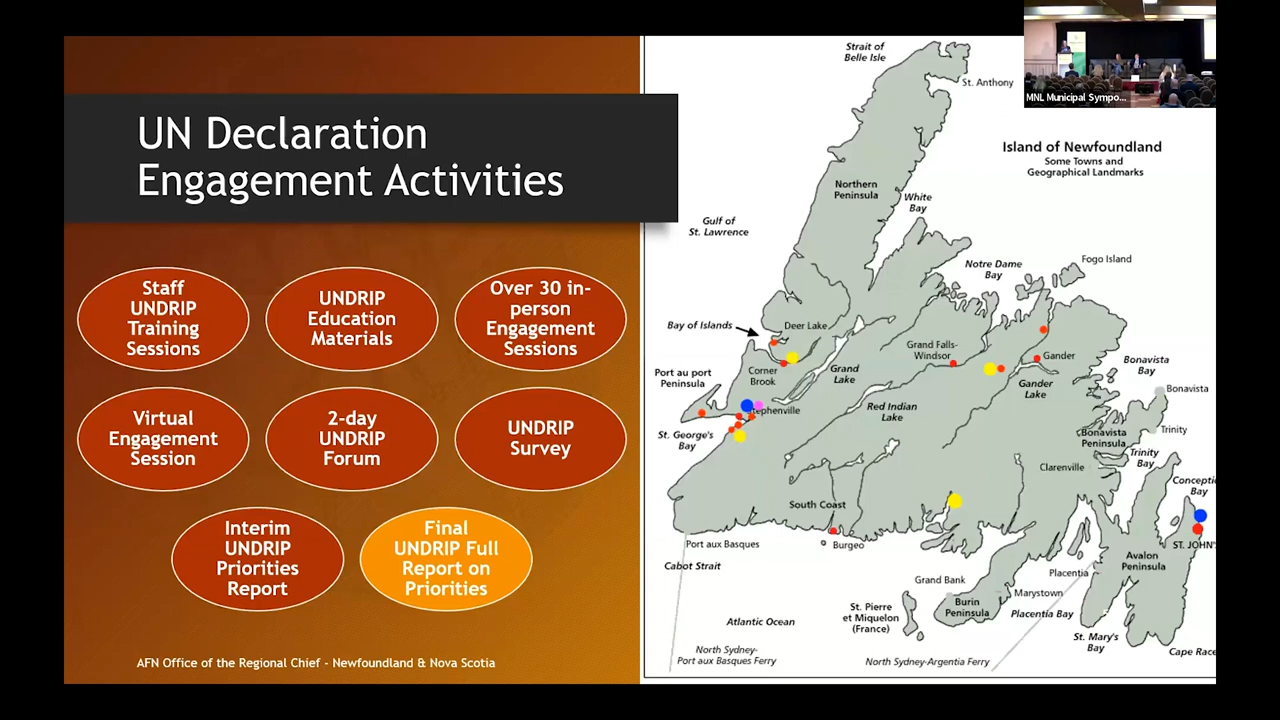 UN Declaration
Engagement Activities
Staff
UNDRIP
Training
Sessions
UNDRIP
Education
Materials
Over 30 in-
person
Engagement
Sessions
Virtual
Engagement
Session
2-day
UNDRIP
Forum
UNDRIP
Survey
Interim
UNDRIP
Priorities
Report
Final
UNDRIP Full
Report on
Priorities
AFN Office of the Regional Chief - Newfoundland & Nova Scotia
MNL Municipal Sympo...
Strait of
Belle Isle
St. Anthony
Island of Newfoundland
Some Towns and
Geographical Landmarks
Northern
Peninsula
White
Bay
Gulf of
St. Lawrence
Notre Dame
Bay
Fogo Island
Bay of Islands
Deer Lake
Grand Falls-
Windsor
Gander
Corner
Brook
Grand
Lake
Gander
Lake
Bonavista
Bay
Port au port
Peninsula
Bonavista
tephenville
Red Indian
Lake
St. George's
Bay
Bonavista
Peninsula
Trinity
Trinity
Bay
Clarenville
Conceptio
Bay
South Coast
Port aux Basques
Burgeo
ST. JOHN'S
Cabot Strait
Avalon
Peninsula
Placentia
Grand Bank
Marystown
Burin
Peninsula
Placentia Bay
St. Pierre
et Miquelon
(France)
Atlantic Ocean
St. Mary's
Bay
Cape Race
North Sydney-
Port aux Basques Ferry
North Sydney-Argentia Ferry